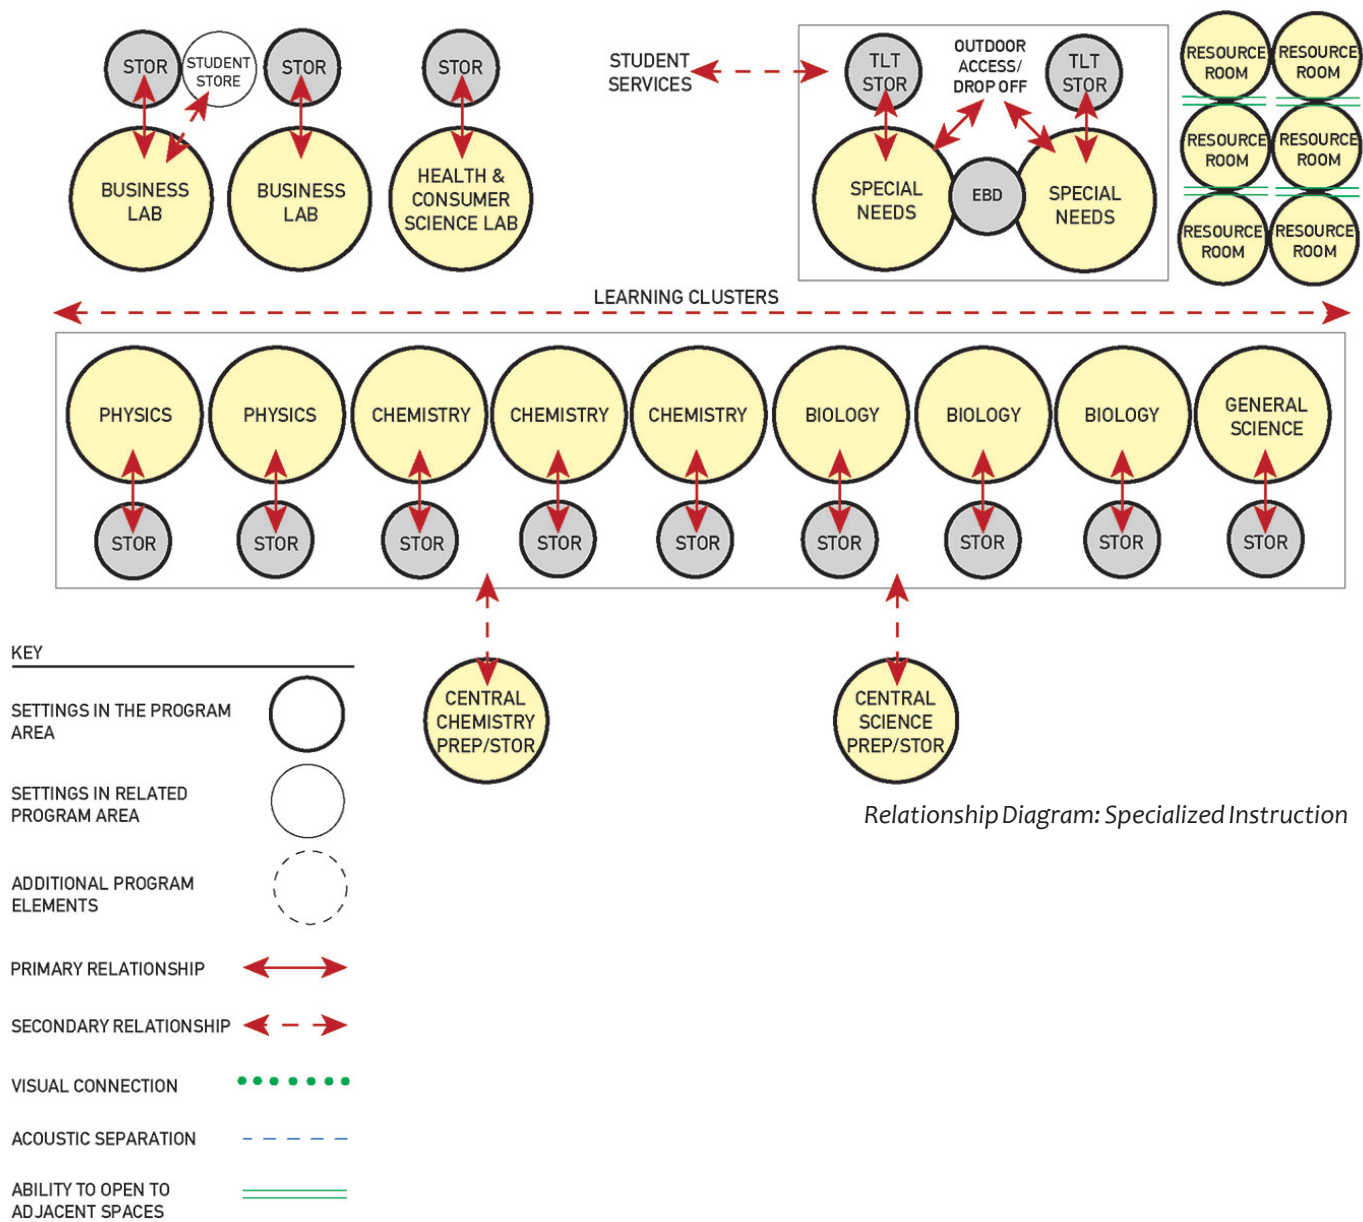 STOR
STUDENT
STORE
STOR
STOR
BUSINESS
LAB
BUSINESS
LAB
HEALTH &
CONSUMER
SCIENCE LAB
STUDENT
SERVICES
TLT
STOR
OUTDOOR
ACCESS/
DROP OFF
TLT
STOR
SPECIAL
NEEDS
EBD
SPECIAL
NEEDS
RESOURCE
ROOM
RESOURCE
ROOM
RESOURCE
ROOM
RESOURCE
ROOM
RESOURCE
ROOM
RESOURCE
ROOM
LEARNING CLUSTERS
PHYSICS
PHYSICS
CHEMISTRY
CHEMISTRY
CHEMISTRY
BIOLOGY
BIOLOGY
BIOLOGY
GENERAL
SCIENCE
STOR
STOR
STOR
STOR
STOR
STOR
STOR
STOR
STOR
CENTRAL
CHEMISTRY
PREP/STOR
CENTRAL
SCIENCE
PREP/STOR
Relationship Diagram: Specialized Instruction
KEY
SETTINGS IN THE PROGRAM
AREA
SETTINGS IN RELATED
PROGRAM AREA
ADDITIONAL PROGRAM
ELEMENTS
PRIMARY RELATIONSHIP
SECONDARY RELATIONSHIP
VISUAL CONNECTION
ACOUSTIC SEPARATION
ABILITY TO OPEN TO
ADJACENT SPACES